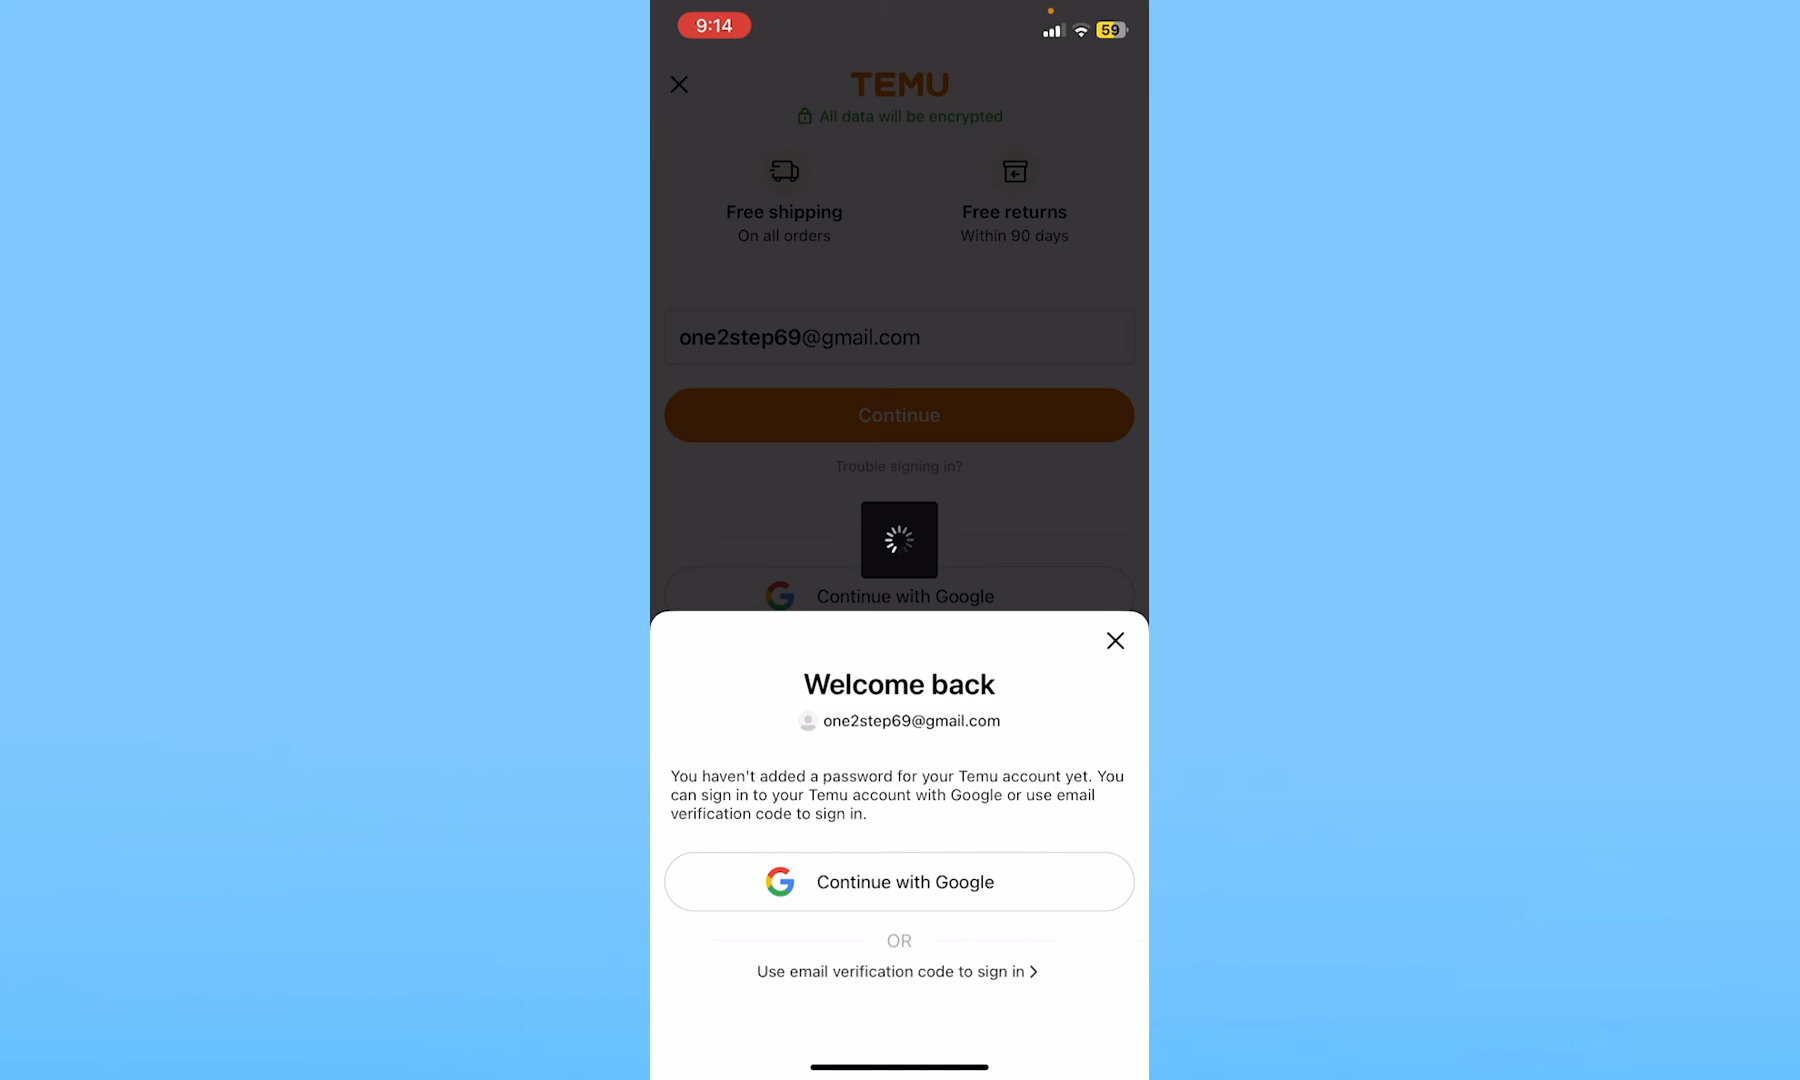 9:14
59
TEMU
All data will be encrypted
Free shipping
On all orders
Free returns
Within 90 days
one2step69@gmail.com
Continue
Trouble signing in?
Continue with Google
Welcome back
one2step69@gmail.com
You haven't added a password for your Temu account yet. You
can sign in to your Temu account with Google or use email
verification code to sign in.
Continue with Google
OR
Use email verification code to sign in >